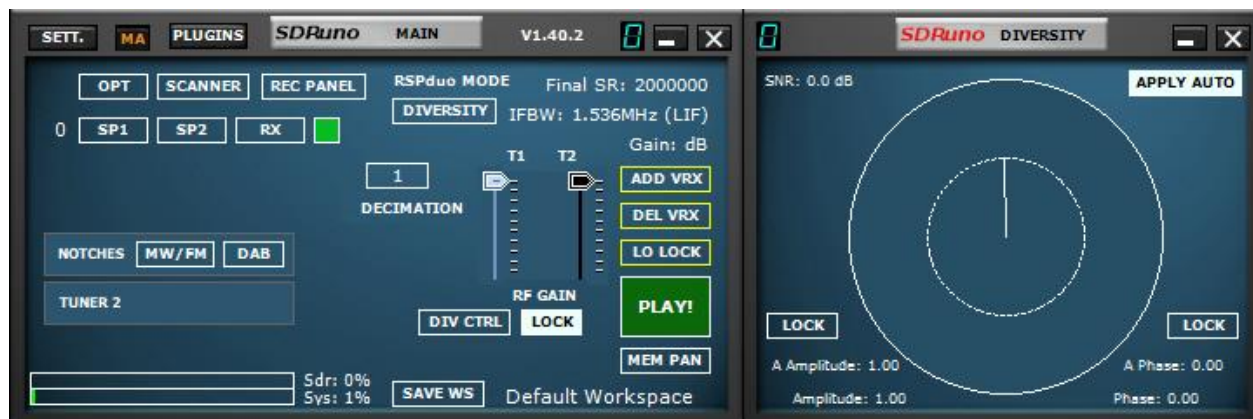 SETT. MA PLUGINS SDRuno MAIN V1.40.2 0
OPT SCANNER REC PANEL RSPduo MODE Final SR: 2000000
DIVERSITY IFBW: 1.536MHz (LIF)
0 SP1 SP2 RX
Gain: dB
T1 T2
1 ADD VRX
DECIMATION
DEL VRX
NOTCHES MW/FM DAB LO LOCK
TUNER 2
RF GAIN
PLAY!
DIV CTRL LOCK
MEM PAN
Sdr: 0%
Sys: 1% SAVE WS Default Workspace
0 SDRuno DIVERSITY
SNR: 0.0 dB APPLY AUTO
LOCK LOCK
A Amplitude: 1.00 A Phase: 0.00
Amplitude: 1.00 Phase: 0.00